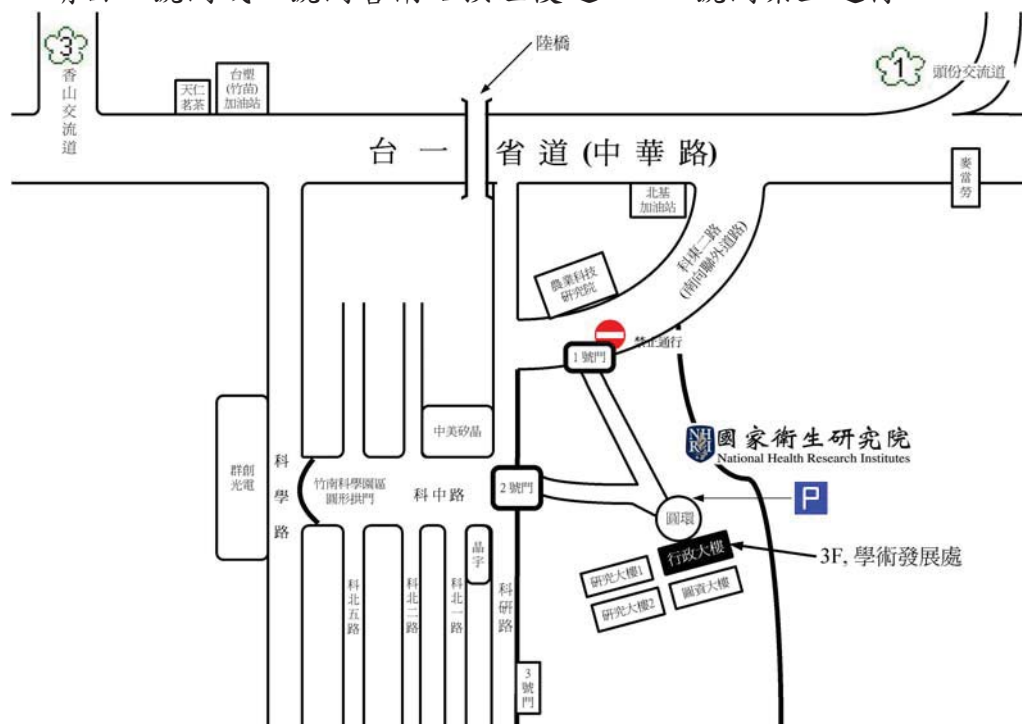 3
香山交流道
天仁
茗茶
台塑
(竹苗)
加油站
陸橋
1
頭份交流道
台一省道(中華路)
北基
加油站
麥當勞
科東二路
(南向聯外道路)
農業科技
研究院
禁止通行
1號門
中美矽晶
NHRI
國家衛生研究院
National Health Research Institutes
群創
光電
科學路
竹南科學園區
圓形拱門
科中路
2號門
P
圓環
晶宇
行政大樓
3F, 學術發展處
研究大樓1
圖資大樓
研究大樓2
科北五路
科北二路
科北一路
科研路
3號門